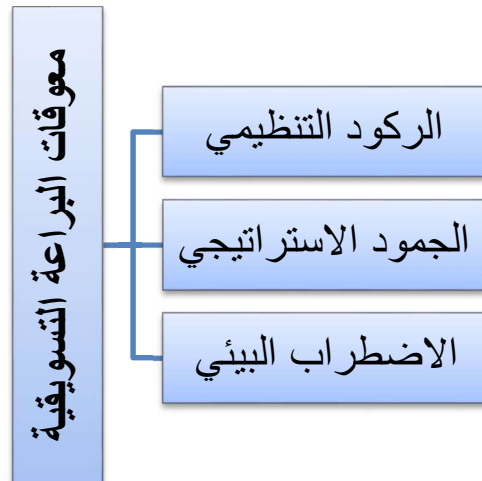 معوقات البراعة التسويقية
الركود التنظيمي
الجمود الاستراتيجي
الاضطراب البيئي